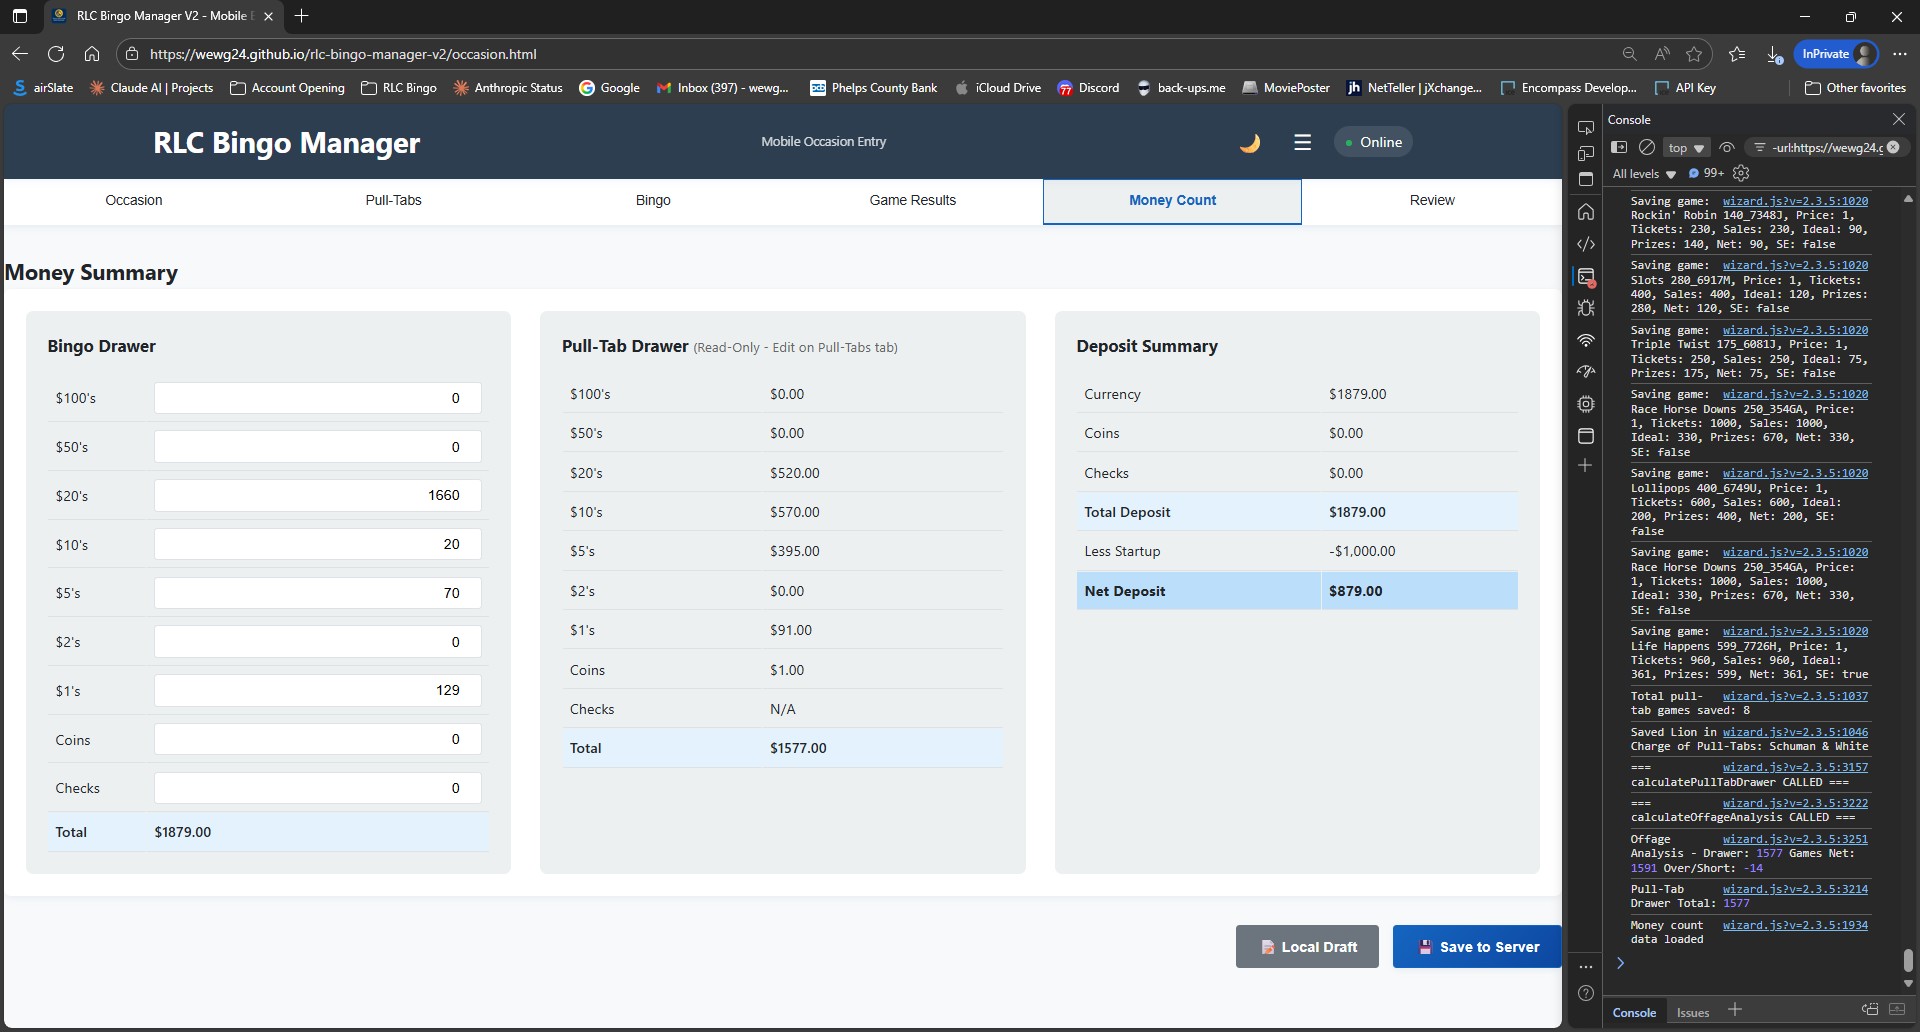 RLC Bingo Manager V2 - Mobile
https://wewg24.github.io/rlc-bingo-manager-v2/occasion.html
InPrivate
airSlate
Claude AI | Projects
Account Opening
RLC Bingo
Anthropic Status
Google
Inbox (397) - wewg...
Phelps County Bank
iCloud Drive
Discord
back-ups.me
MoviePoster
NetTeller | jXchange...
Encompass Develop...
API Key
Other favorites
RLC Bingo Manager
Mobile Occasion Entry
Online
Occasion
Pull-Tabs
Bingo
Game Results
Money Count
Review
Money Summary
Bingo Drawer
$100's 0
$50's 0
$20's 1660
$10's 20
$5's 70
$2's 0
$1's 129
Coins 0
Checks 0
Total $1879.00
Pull-Tab Drawer (Read-Only - Edit on Pull-Tabs tab)
$100's $0.00
$50's $0.00
$20's $520.00
$10's $570.00
$5's $395.00
$2's $0.00
$1's $91.00
Coins $1.00
Checks N/A
Total $1577.00
Deposit Summary
Currency $1879.00
Coins $0.00
Checks $0.00
Total Deposit $1879.00
Less Startup -$1,000.00
Net Deposit $879.00
Local Draft
Save to Server
Console
top
-url:https://wewg24.g
All levels
99+
Saving game: wizard.js?v=2.3.5:1020
Rockin' Robin 140_7348J, Price: 1,
Tickets: 230, Sales: 230, Ideal: 90,
Prizes: 140, Net: 90, SE: false
Saving game: wizard.js?v=2.3.5:1020
Slots 280_6917M, Price: 1, Tickets:
400, Sales: 400, Ideal: 120, Prizes:
280, Net: 120, SE: false
Saving game: wizard.js?v=2.3.5:1020
Triple Twist 175_6081J, Price: 1,
Tickets: 250, Sales: 250, Ideal: 75,
Prizes: 175, Net: 75, SE: false
Saving game: wizard.js?v=2.3.5:1020
Race Horse Downs 250_354GA, Price:
1, Tickets: 1000, Sales: 1000,
Ideal: 330, Prizes: 670, Net: 330,
SE: false
Saving game: wizard.js?v=2.3.5:1020
Lollipops 400_6749U, Price: 1,
Tickets: 600, Sales: 600, Ideal:
200, Prizes: 400, Net: 200, SE:
false
Saving game: wizard.js?v=2.3.5:1020
Race Horse Downs 250_354GA, Price:
1, Tickets: 1000, Sales: 1000,
Ideal: 330, Prizes: 670, Net: 330,
SE: false
Saving game: wizard.js?v=2.3.5:1020
Life Happens 599_7726H, Price: 1,
Tickets: 960, Sales: 960, Ideal:
361, Prizes: 599, Net: 361, SE: true
Total pull- wizard.js?v=2.3.5:1037
tab games saved: 8
Saved Lion in wizard.js?v=2.3.5:1046
Charge of Pull-Tabs: Schuman & White
=== wizard.js?v=2.3.5:3157
calculatePullTabDrawer CALLED ===
=== wizard.js?v=2.3.5:3222
calculateOffageAnalysis CALLED ===
Offage wizard.js?v=2.3.5:3251
Analysis - Drawer: 1577 Games Net:
1591 Over/Short: -14
Pull-Tab wizard.js?v=2.3.5:3214
Drawer Total: 1577
Money count wizard.js?v=2.3.5:1934
data loaded
Console
Issues